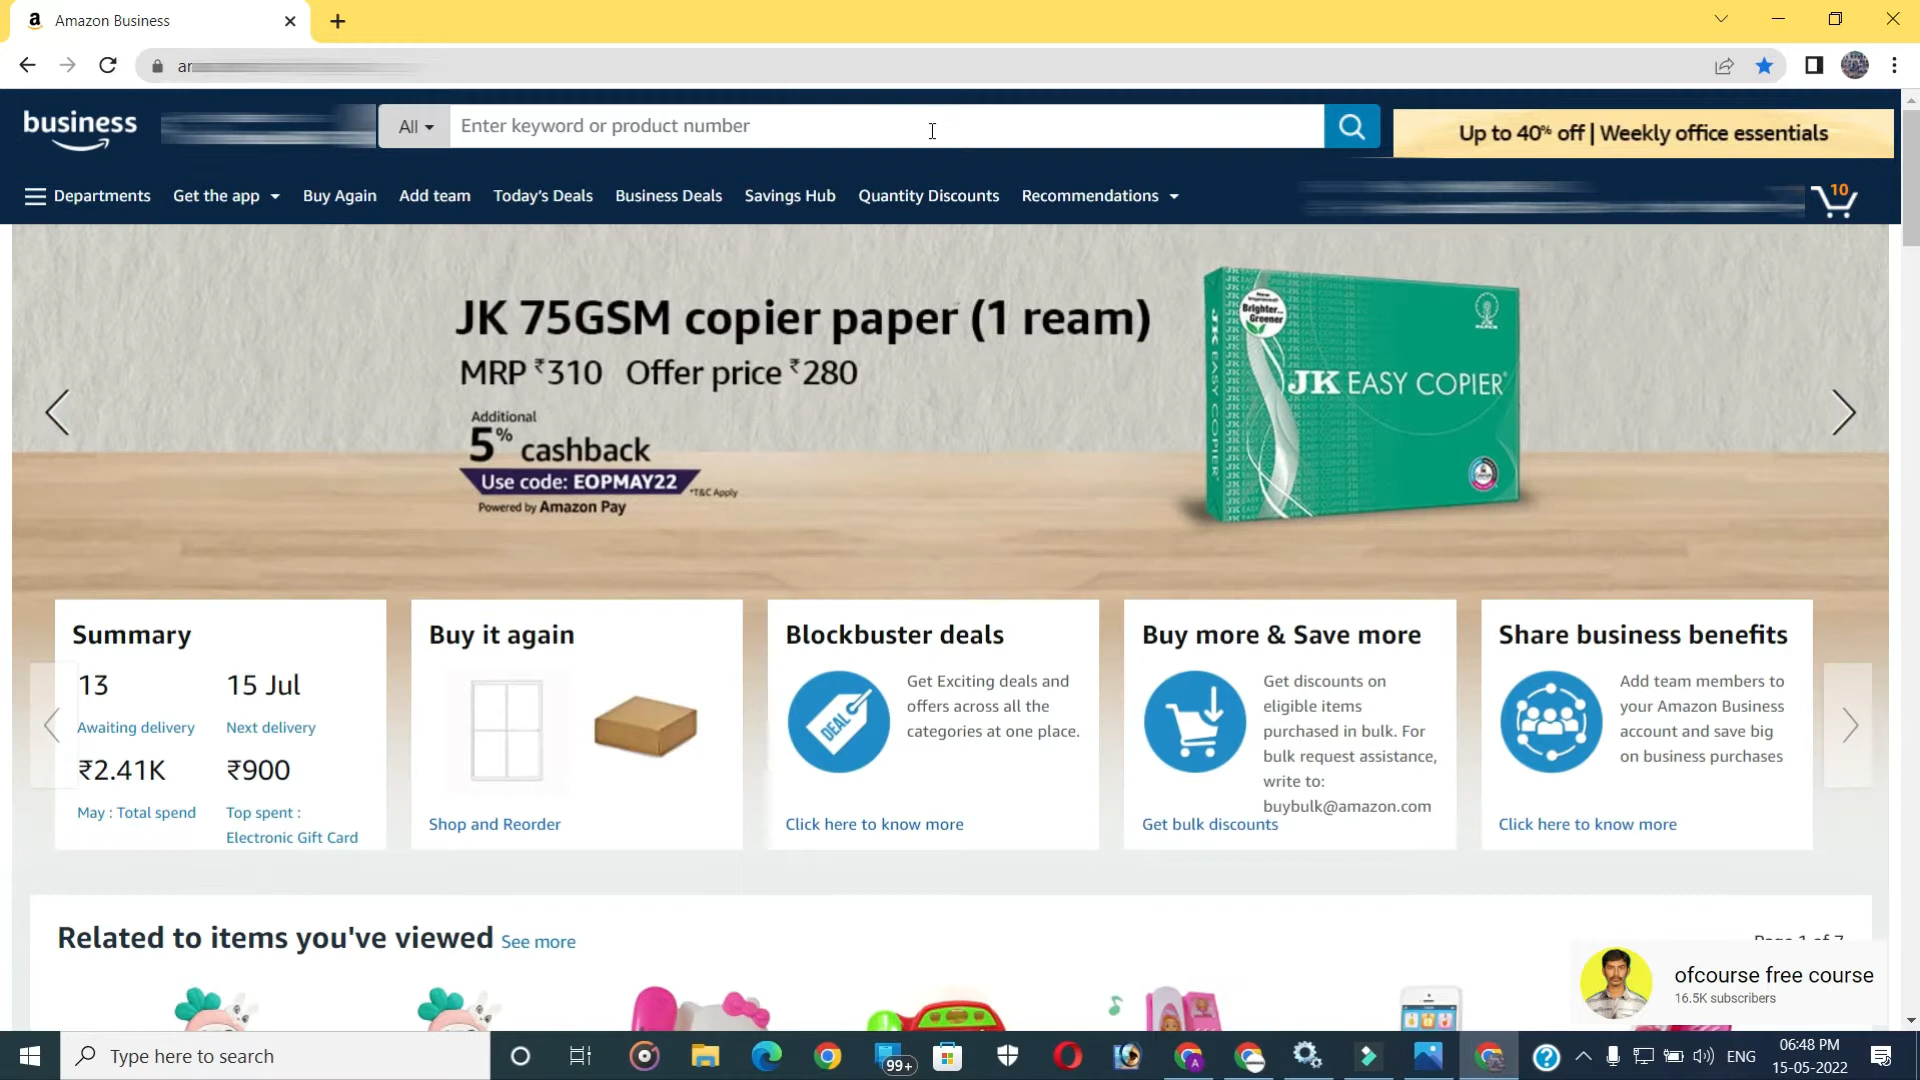 Amazon Business
business
All
Enter keyword or product number
Up to 40% off | Weekly office essentials
Departments
Get the app
Buy Again
Add team
Today's Deals
Business Deals
Savings Hub
Quantity Discounts
Recommendations
10
JK 75GSM copier paper (1 ream)
MRP ₹310 Offer price ₹280
Additional
5% cashback
Use code: EOPMAY22
*T&C Apply
Powered by Amazon Pay
Brighter...
Greener
JK EASY COPIER
JK EASY COPIER
Summary
13
15 Jul
Awaiting delivery
Next delivery
₹2.41K
₹900
May : Total spend
Top spent :
Electronic Gift Card
Buy it again
Shop and Reorder
Blockbuster deals
DEAL
Get Exciting deals and
offers across all the
categories at one place.
Click here to know more
Buy more & Save more
Get discounts on
eligible items
purchased in bulk. For
bulk request assistance,
write to:
buybulk@amazon.com
Get bulk discounts
Share business benefits
Add team members to
your Amazon Business
account and save big
on business purchases
Click here to know more
Related to items you've viewed See more
ofcourse free course
16.5K subscribers
Type here to search
99+
ENG
06:48 PM
15-05-2022